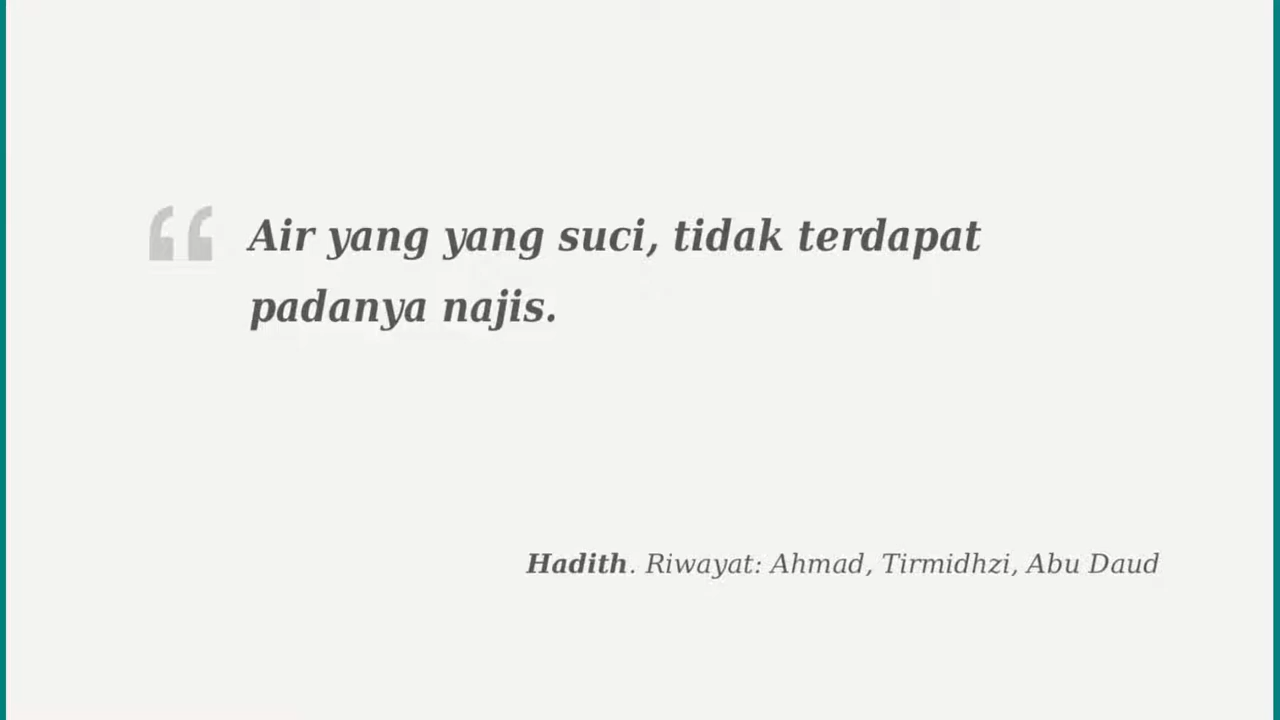 “ Air yang yang suci, tidak terdapat
padanya najis.
Hadith. Riwayat: Ahmad, Tirmidhzi, Abu Daud